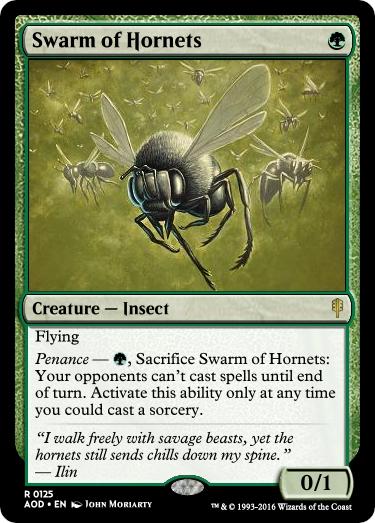 Swarm of Hornets
Creature — Insect
Flying
Penance — , Sacrifice Swarm of Hornets:
Your opponents can't cast spells until end
of turn. Activate this ability only at any time
you could cast a sorcery.
“I walk freely with savage beasts, yet the
hornets still sends chills down my spine.”
— Ilin
0/1
R 0125
AOD • EN John Moriarty
™ & © 1993-2016 Wizards of the Coast